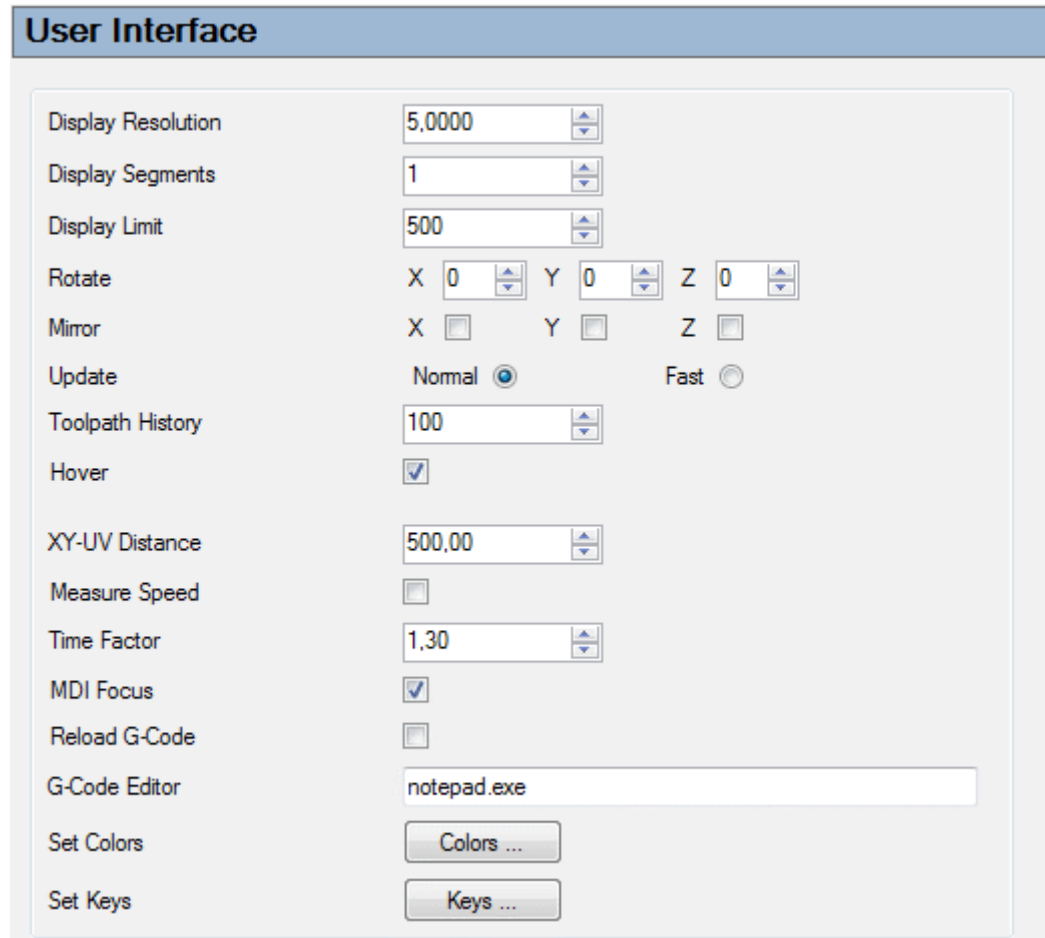 User Interface
Display Resolution 5,0000
Display Segments 1
Display Limit 500
Rotate X 0 Y 0 Z 0
Mirror X Y Z
Update Normal Fast
Toolpath History 100
Hover
XY-UV Distance 500,00
Measure Speed
Time Factor 1,30
MDI Focus
Reload G-Code
G-Code Editor notepad.exe
Set Colors Colors ...
Set Keys Keys ...